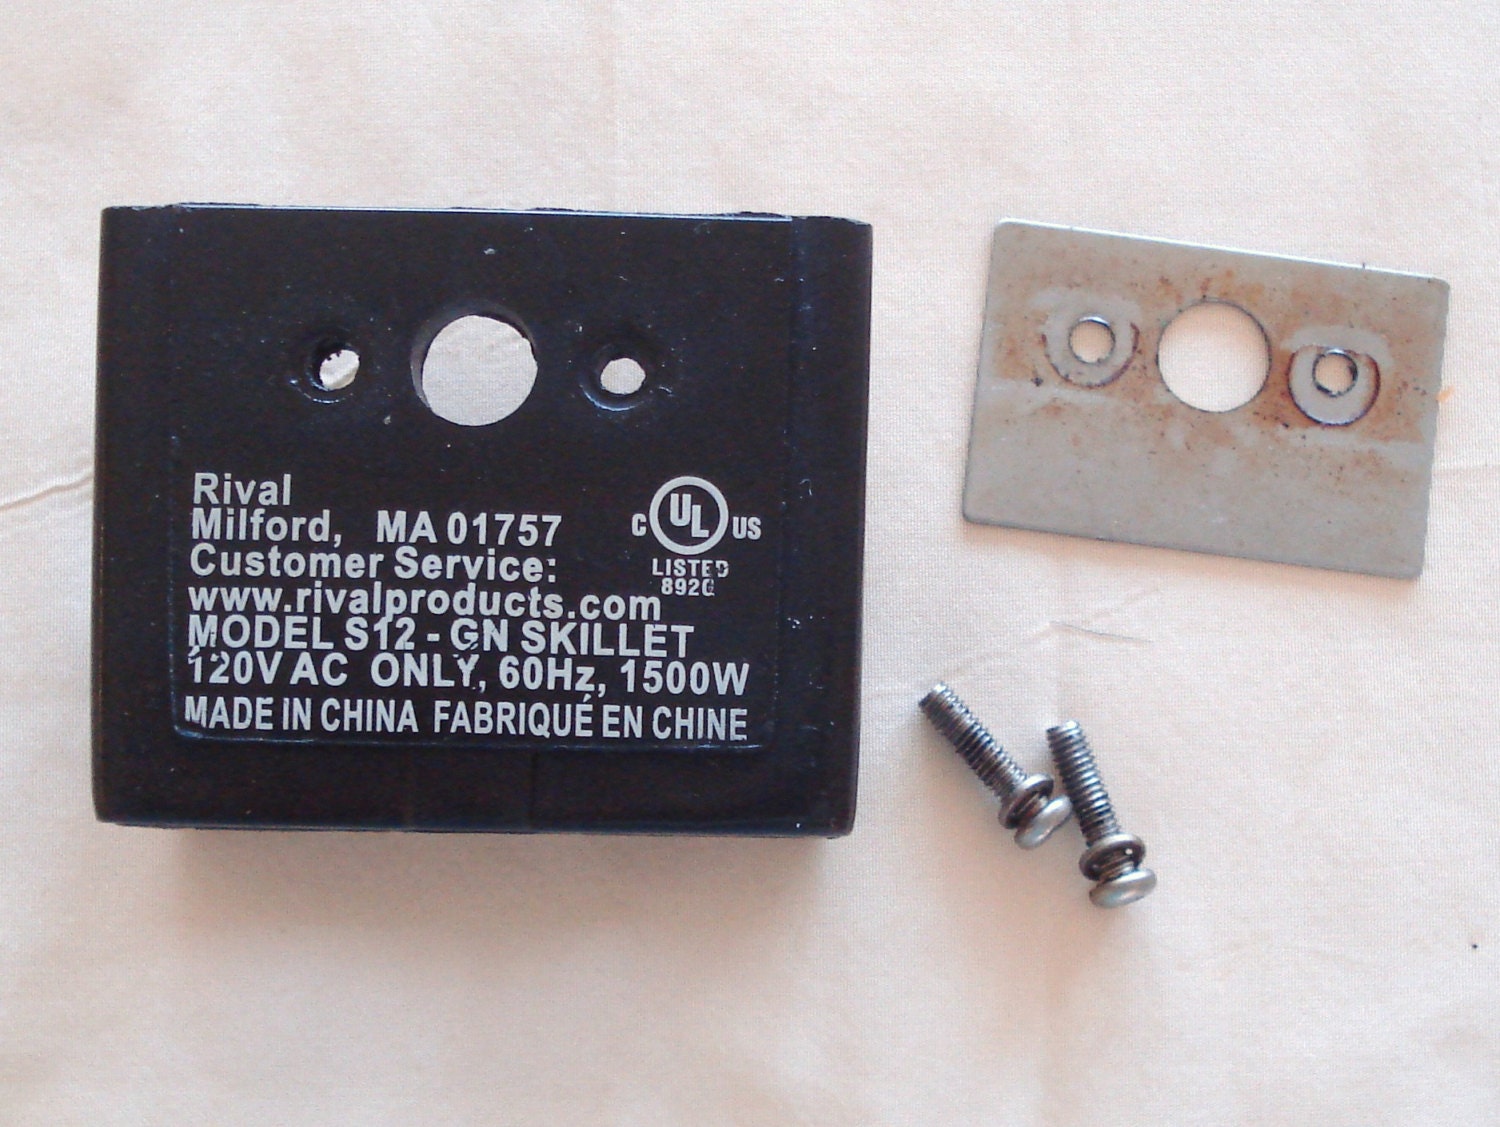 Rival
Milford, MA 01757
Customer Service:
www.rivalproducts.com
MODEL S12 - GN SKILLET
120V AC ONLY, 60Hz, 1500W
MADE IN CHINA FABRIQUÉ EN CHINE
C UL US
LISTED